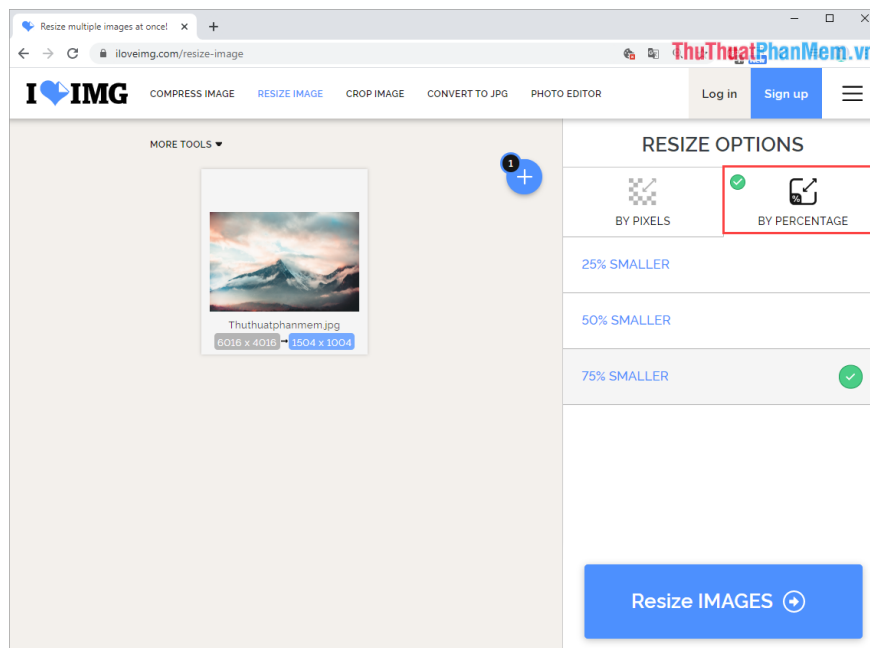 Resize multiple images at once!
iloveimg.com/resize-image
ThuThuatPhanMem.vn
I IMG
COMPRESS IMAGE
RESIZE IMAGE
CROP IMAGE
CONVERT TO JPG
PHOTO EDITOR
Log in
Sign up
MORE TOOLS
1
Thuthuatphanmem.jpg
6016 x 4016
1504 x 1004
RESIZE OPTIONS
BY PIXELS
%
BY PERCENTAGE
25% SMALLER
50% SMALLER
75% SMALLER
Resize IMAGES